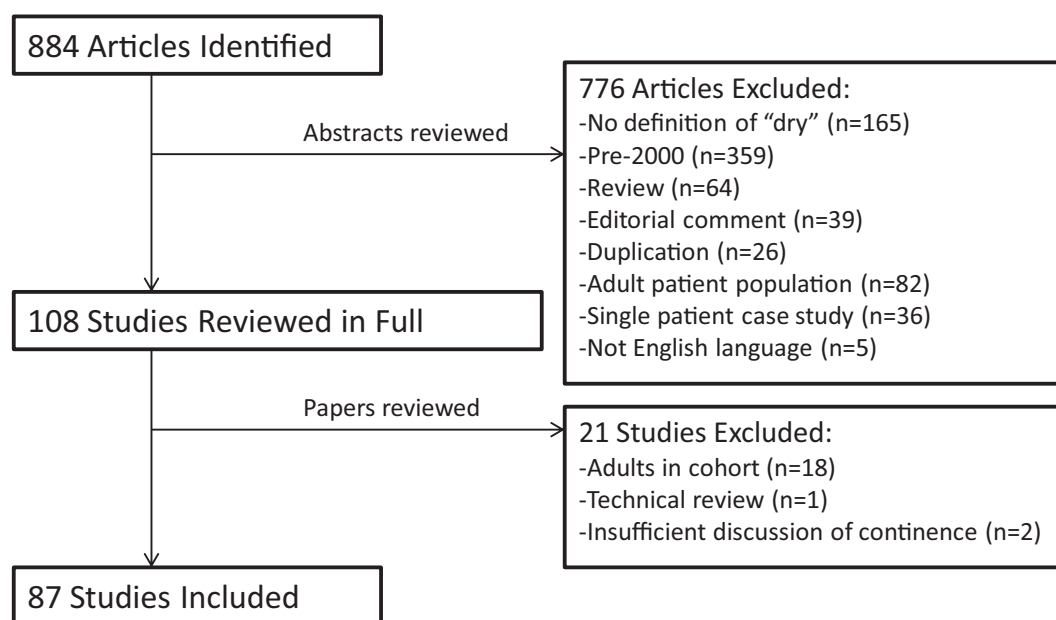 884 Articles Identified
Abstracts reviewed
776 Articles Excluded:
-No definition of “dry” (n=165)
-Pre-2000 (n=359)
-Review (n=64)
-Editorial comment (n=39)
-Duplication (n=26)
-Adult patient population (n=82)
-Single patient case study (n=36)
-Not English language (n=5)
108 Studies Reviewed in Full
Papers reviewed
21 Studies Excluded:
-Adults in cohort (n=18)
-Technical review (n=1)
-Insufficient discussion of continence (n=2)
87 Studies Included